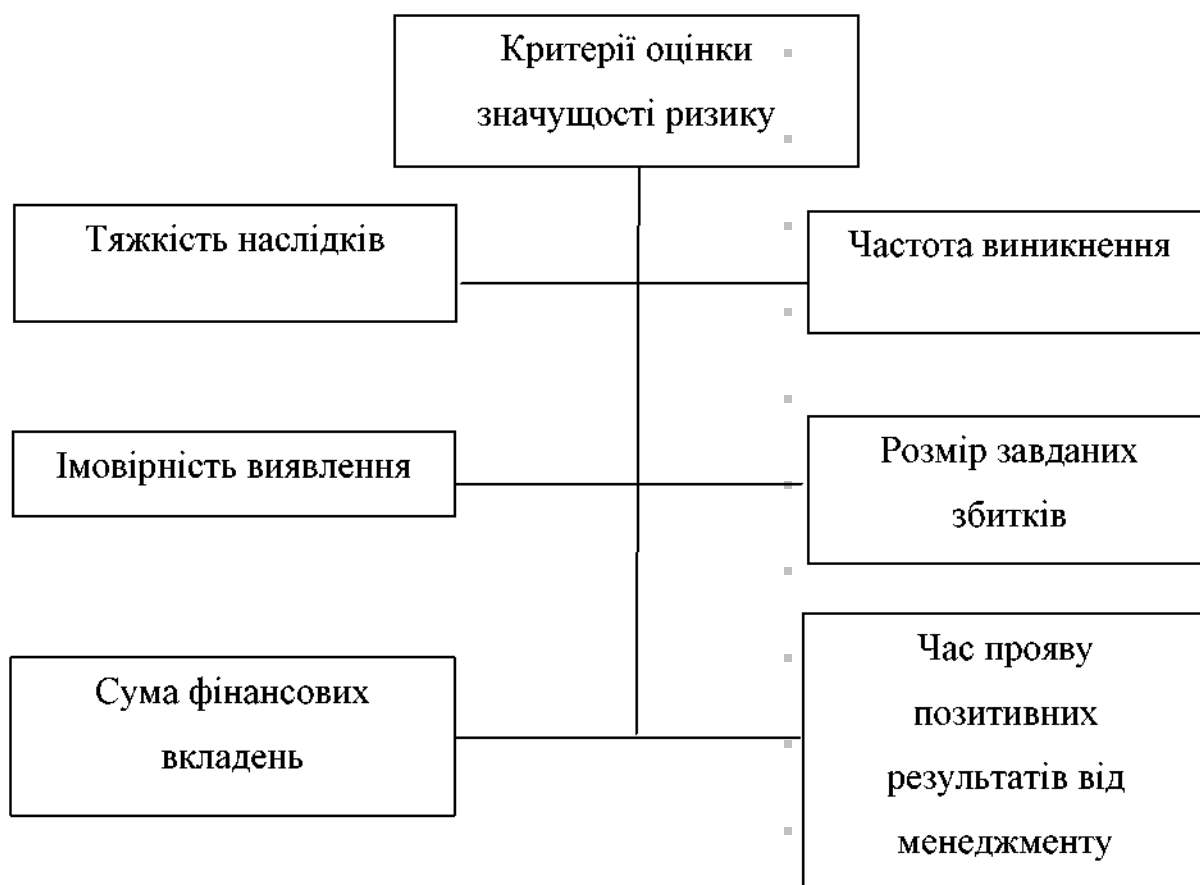 Критерії оцінки
значущості ризику
Тяжкість наслідків
Частота виникнення
Імовірність виявлення
Розмір завданих
збитків
Сума фінансових
вкладень
Час прояву
позитивних
результатів від
менеджменту